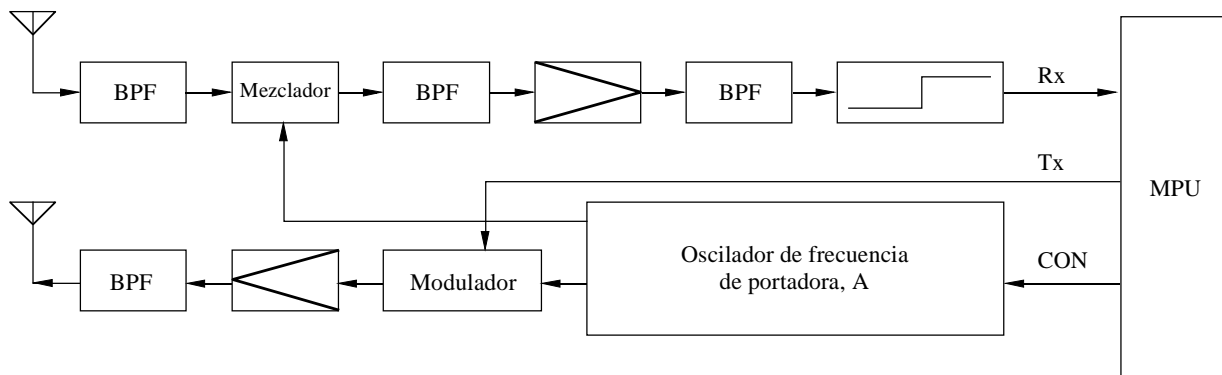 BPF
Mezclador
BPF
BPF
Rx
Tx
MPU
BPF
Modulador
Oscilador de frecuencia
de portadora, A
CON